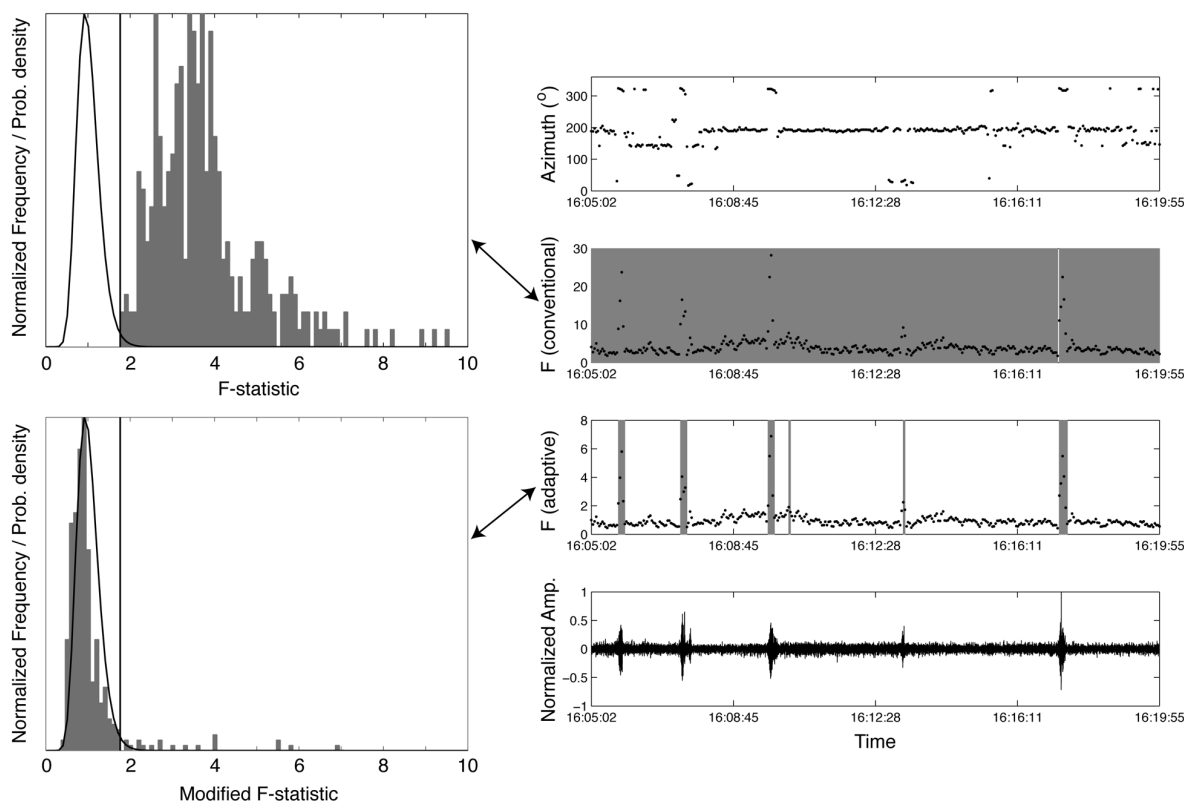 Normalized Frequency / Prob. density
0 2 4 6 8 10
F-statistic
Normalized Frequency / Prob. density
0 2 4 6 8 10
Modified F-statistic
Azimuth (o)
300
200
100
0
16:05:02 16:08:45 16:12:28 16:16:11 16:19:55
F (conventional)
30
20
10
0
16:05:02 16:08:45 16:12:28 16:16:11 16:19:55
F (adaptive)
8
6
4
2
0
16:05:02 16:08:45 16:12:28 16:16:11 16:19:55
Normalized Amp.
1
0.5
0
−0.5
−1
16:05:02 16:08:45 16:12:28 16:16:11 16:19:55
Time